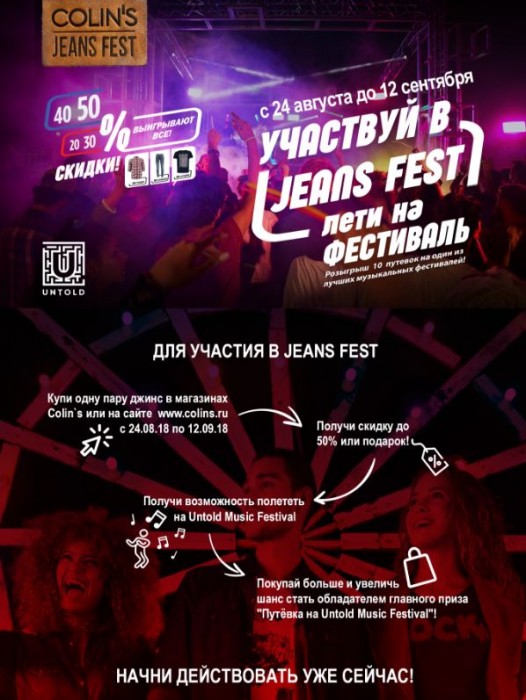 COLIN'S
JEANS FEST
с 24 августа до 12 сентября
УЧАСТВУЙ В
JEANS FEST
лети на
ФЕСТИВАЛЬ
Розыгрыш 10 путевок на один из
лучших музыкальных фестивалей!
40 50
20 30 %
ВЫИГРЫВАЮТ
ВСЕ!
СКИДКИ!
U
UNTOLD
ДЛЯ УЧАСТИЯ В JEANS FEST
Купи одну пару джинс в магазинах
Colin`s или на сайте www.colins.ru
с 24.08.18 по 12.09.18
Получи скидку до
50% или подарок!
%
Получи возможность полететь
на Untold Music Festival
Покупай больше и увеличь
шанс стать обладателем главного приза
"Путёвка на Untold Music Festival"!
ROCK
НАЧНИ ДЕЙСТВОВАТЬ УЖЕ СЕЙЧАС!